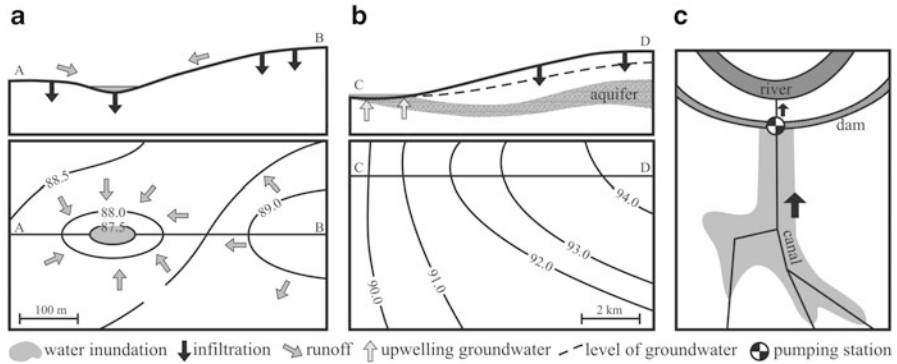 a
B
A
88.5
88.0
87.5
89.0
A
B
100 m
b
D
C
aquifer
C
D
94.0
93.0
92.0
91.0
90.0
2 km
c
river
dam
canal
water inundation
infiltration
runoff
upwelling groundwater
level of groundwater
pumping station